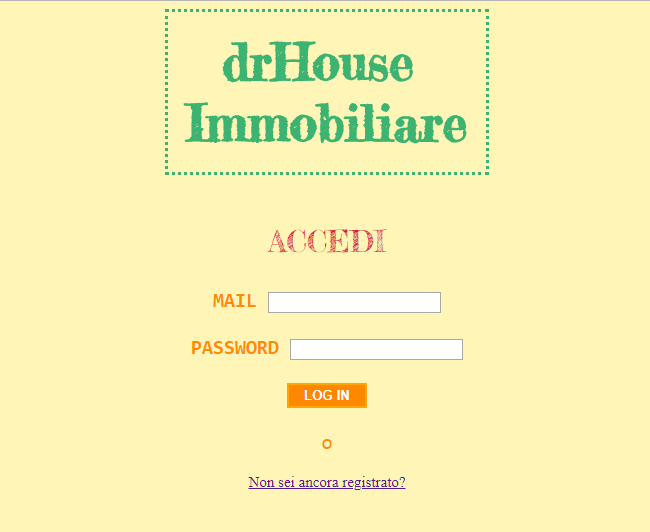 drHouse
Immobiliare
ACCEDI
MAIL
PASSWORD
LOG IN
O
Non sei ancora registrato?